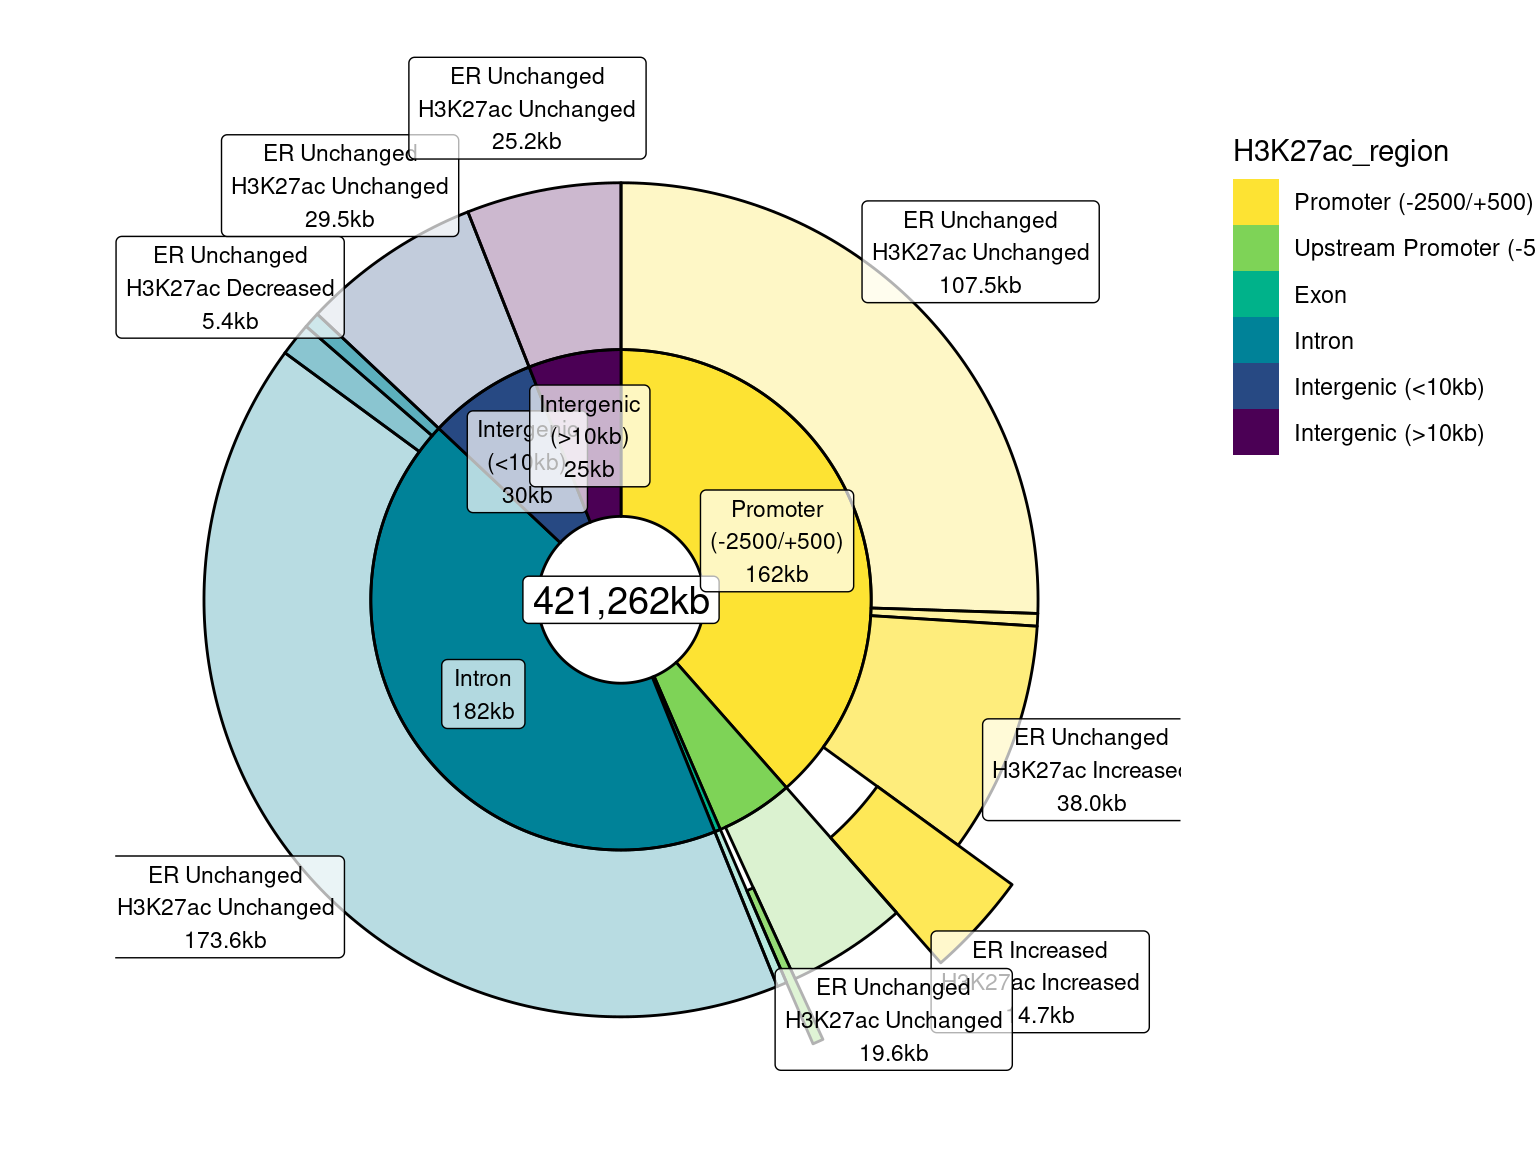 ER Unchanged
H3K27ac Unchanged
25.2kb
ER Unchanged
H3K27ac Unchanged
29.5kb
ER Unchanged
H3K27ac Decreased
5.4kb
ER Unchanged
H3K27ac Unchanged
107.5kb
Intergenic
(>10kb)
25kb
Intergenic
(<10kb)
30kb
Promoter
(-2500/+500)
162kb
421,262kb
Intron
182kb
ER Unchanged
H3K27ac Increased
38.0kb
ER Unchanged
H3K27ac Unchanged
173.6kb
ER Increased
H3K27ac Increased
14.7kb
ER Unchanged
H3K27ac Unchanged
19.6kb
H3K27ac_region
Promoter (-2500/+500)
Upstream Promoter (-5
Exon
Intron
Intergenic (<10kb)
Intergenic (>10kb)